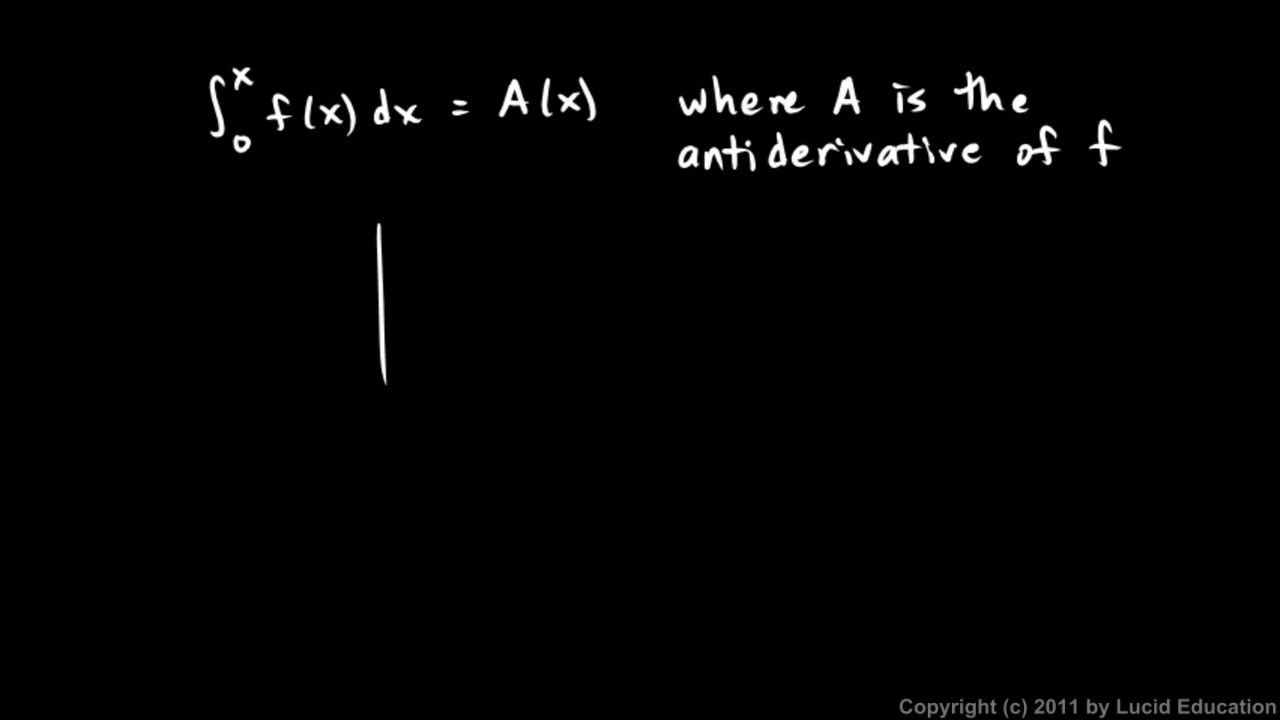 ∫₀ˣ f(x) dx = A(x) where A is the
antiderivative of f
Copyright (c) 2011 by Lucid Education